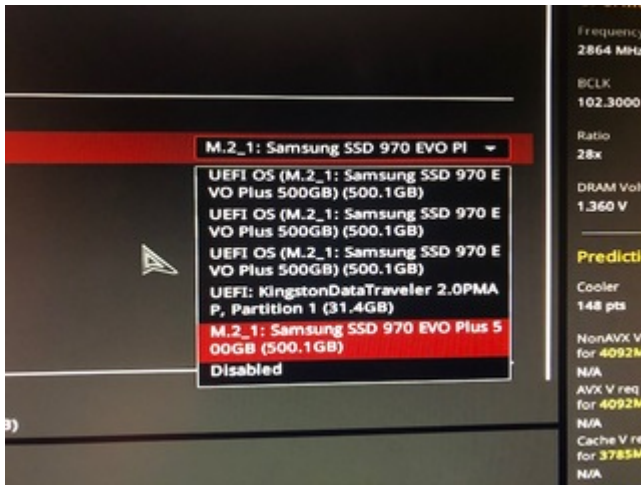 Frequency
2864 MHz
BCLK
102.3000
Ratio
28x
DRAM Vol
1.360 V
M.2_1: Samsung SSD 970 EVO Pl
UEFI OS (M.2_1: Samsung SSD 970 E
VO Plus 500GB) (500.1GB)
UEFI OS (M.2_1: Samsung SSD 970 E
VO Plus 500GB) (500.1GB)
UEFI OS (M.2_1: Samsung SSD 970 E
VO Plus 500GB) (500.1GB)
UEFI: KingstonDataTraveler 2.0PMA
P, Partition 1 (31.4GB)
M.2_1: Samsung SSD 970 EVO Plus 5
00GB (500.1GB)
Disabled
Predicti
Cooler
148 pts
NonAVX V
for 4092M
N/A
AVX V req
for 4092M
N/A
Cache V re
for 3785M
N/A